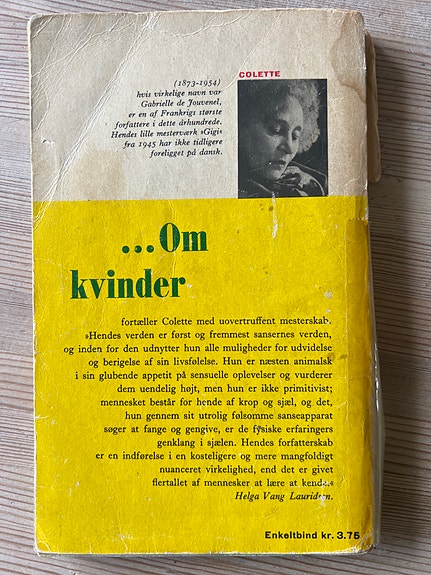 COLETTE
(1873-1954)
hvis virkelige navn var
Gabrielle de Jouvenel,
er en af Frankrigs største
forfattere i dette århundrede.
Hendes lille mesterværk »Gigi«
fra 1945 har ikke tidligere
foreligget på dansk.
...Om
kvinder
fortæller Colette med uovertruffent mesterskab.
»Hendes verden er først og fremmest sansernes verden,
og inden for den udnytter hun alle muligheder for udvidelse
og berigelse af sin livsfølelse. Hun er næsten animalsk
i sin glubende appetit på sensuelle oplevelser og vurderer
dem uendelig højt, men hun er ikke primitivist;
mennesket består for hende af krop og sjæl, og det,
hun gennem sit utrolig følsomme sanseapparat
søger at fange og gengive, er de fysiske erfaringers
genklang i sjælen. Hendes forfatterskab
er en indførelse i en kosteligere og mere mangfoldigt
nuanceret virkelighed, end det er givet
flertallet af mennesker at lære at kende.«
Helga Vang Lauridsen.
Enkeltbind kr. 3.75